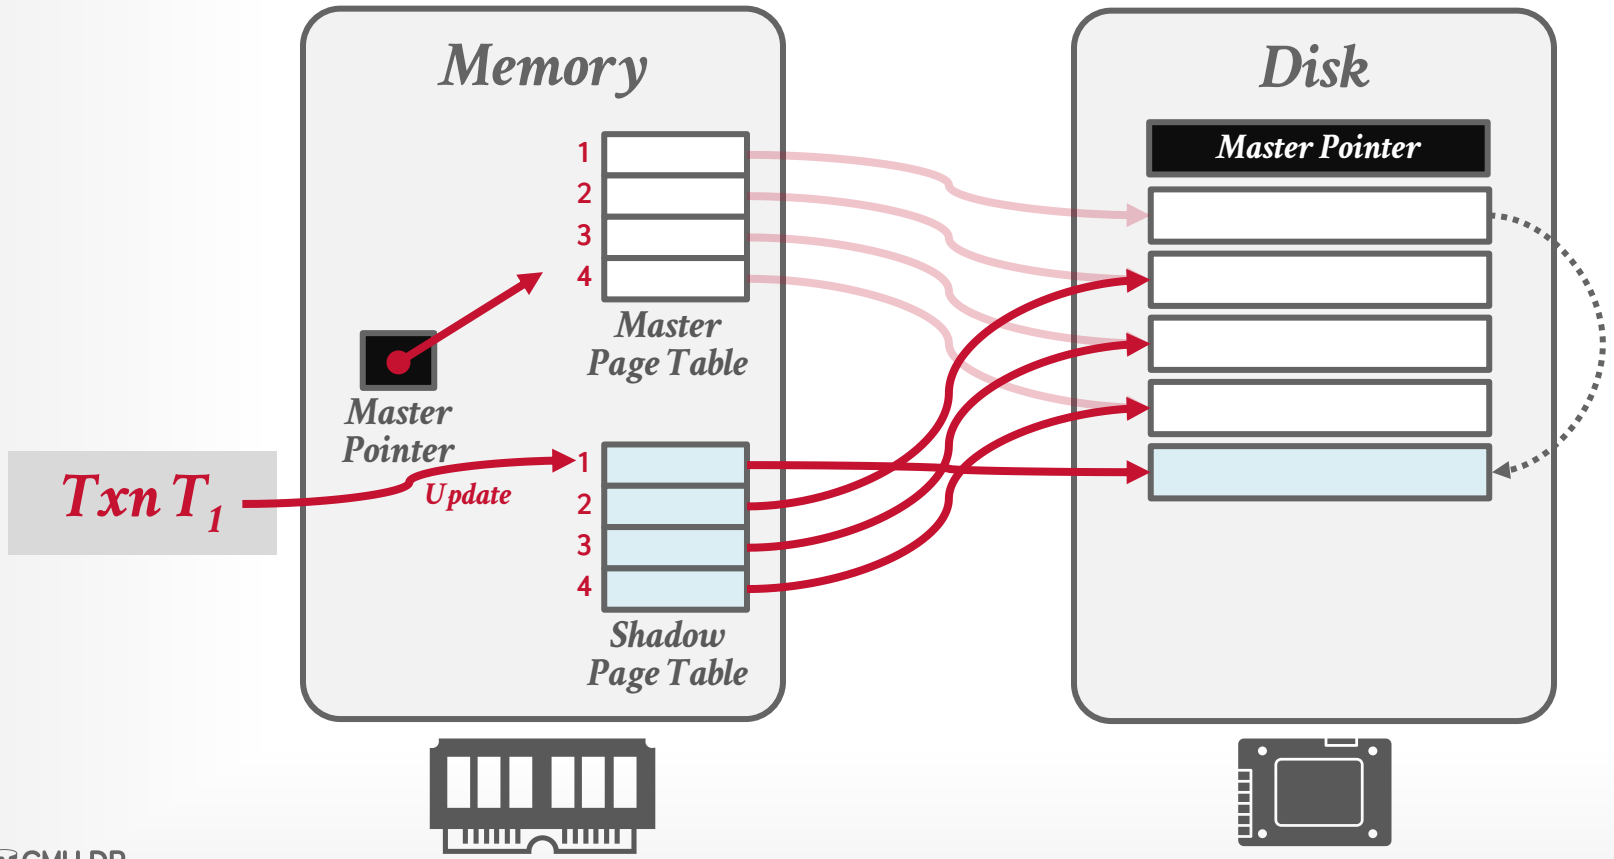 Memory
Disk
Master Pointer
1
2
3
4
Master
Page Table
Master
Pointer
Txn T1
Update
1
2
3
4
Shadow
Page Table